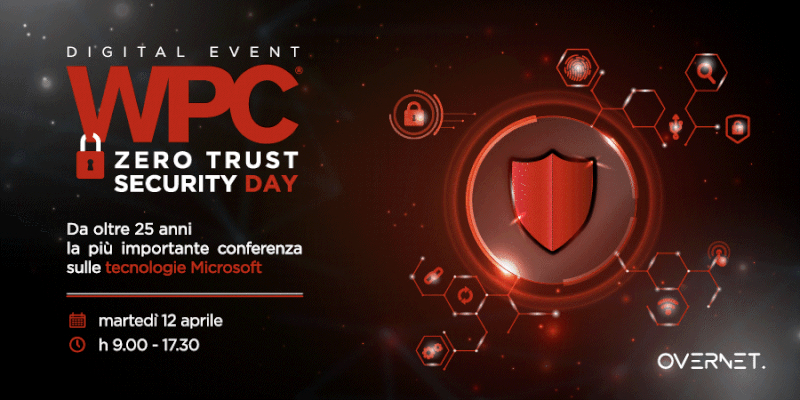 DIGITAL EVENT
WPC®
ZERO TRUST
SECURITY DAY
Da oltre 25 anni
la più importante conferenza
sulle tecnologie Microsoft
martedì 12 aprile
h 9.00 - 17.30
OVERNET.